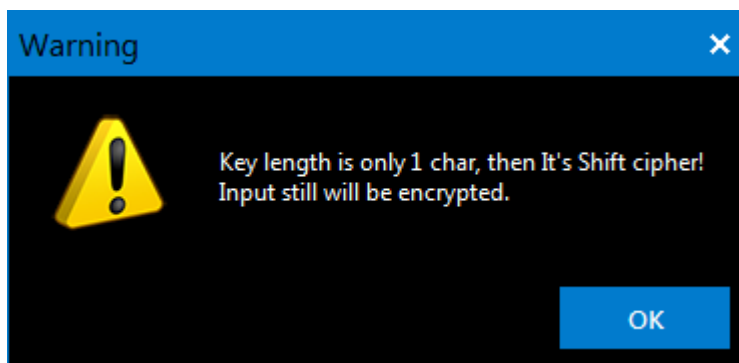 Warning
Key length is only 1 char, then It's Shift cipher!
Input still will be encrypted.
OK